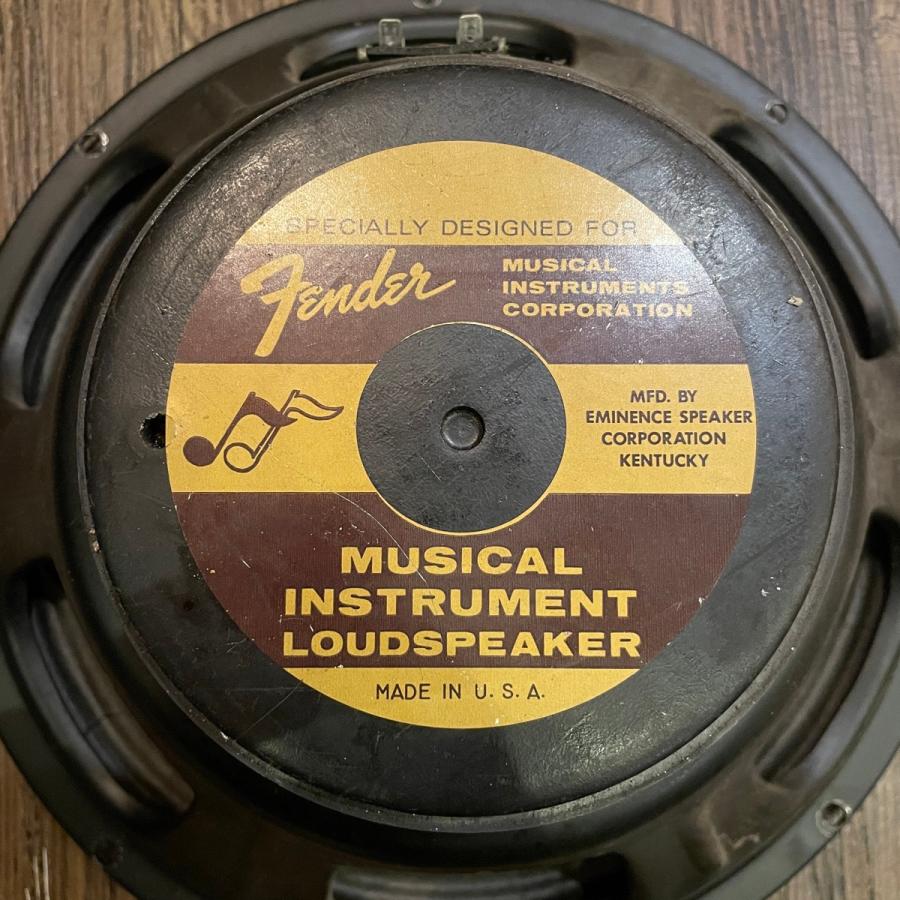 SPECIALLY DESIGNED FOR
Fender
MUSICAL
INSTRUMENTS
CORPORATION
MFD. BY
EMINENCE SPEAKER
CORPORATION
KENTUCKY
MUSICAL
INSTRUMENT
LOUDSPEAKER
MADE IN U. S. A.